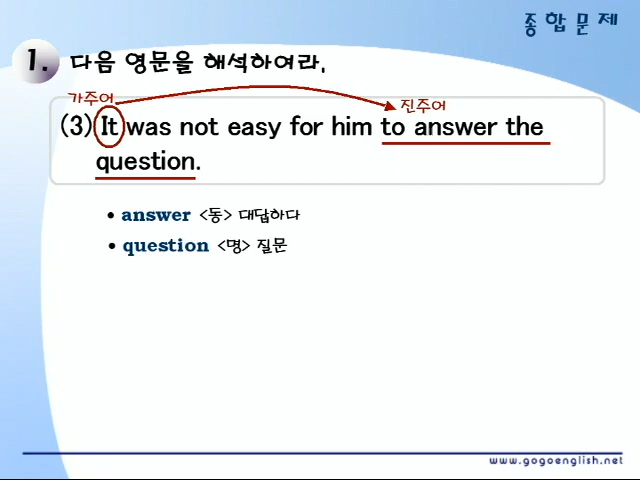 종합문제
1. 다음 영문을 해석하여라.
가주어 진주어
(3) It was not easy for him to answer the
question.
• answer <동> 대답하다
• question <명> 질문
www.gogoenglish.net